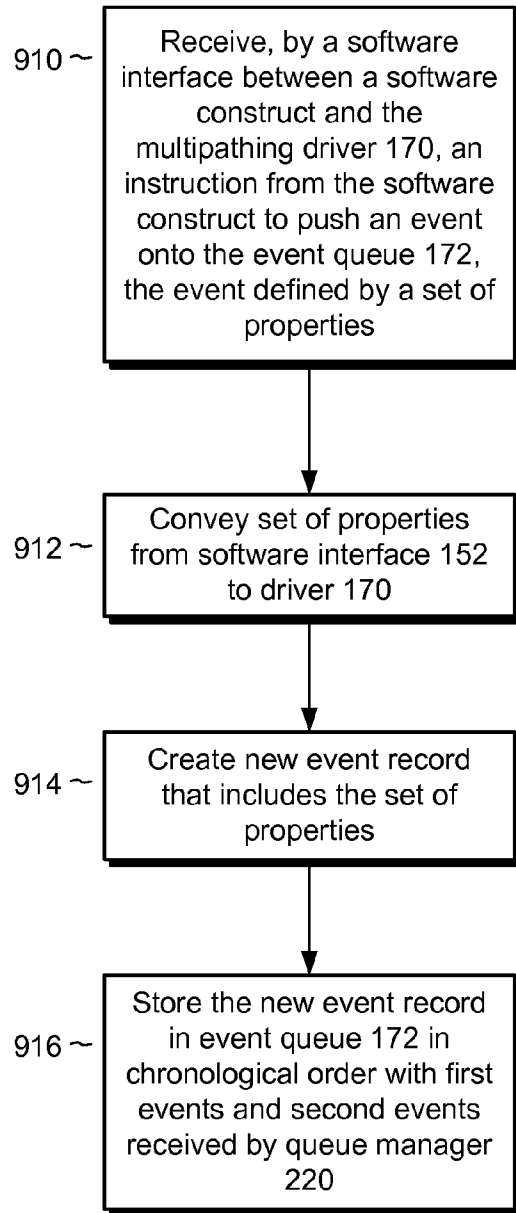 910 ~
Receive, by a software
interface between a software
construct and the
multipathing driver 170, an
instruction from the software
construct to push an event
onto the event queue 172,
the event defined by a set of
properties
912 ~
Convey set of properties
from software interface 152
to driver 170
914 ~
Create new event record
that includes the set of
properties
916 ~
Store the new event record
in event queue 172 in
chronological order with first
events and second events
received by queue manager
220